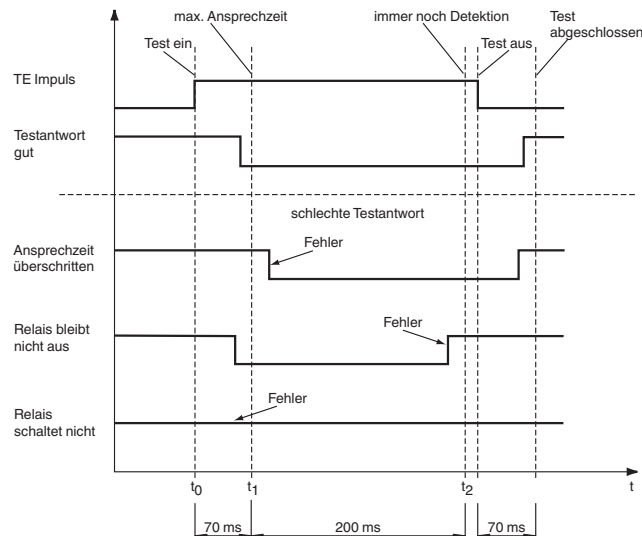 max. Ansprechzeit
immer noch Detektion
Test
abgeschlossen
Test ein
Test aus
TE Impuls
Testantwort
gut
schlechte Testantwort
Ansprechzeit
überschritten
Fehler
Relais bleibt
nicht aus
Fehler
Relais
schaltet nicht
Fehler
t0
t1
t2
t
70 ms
200 ms
70 ms